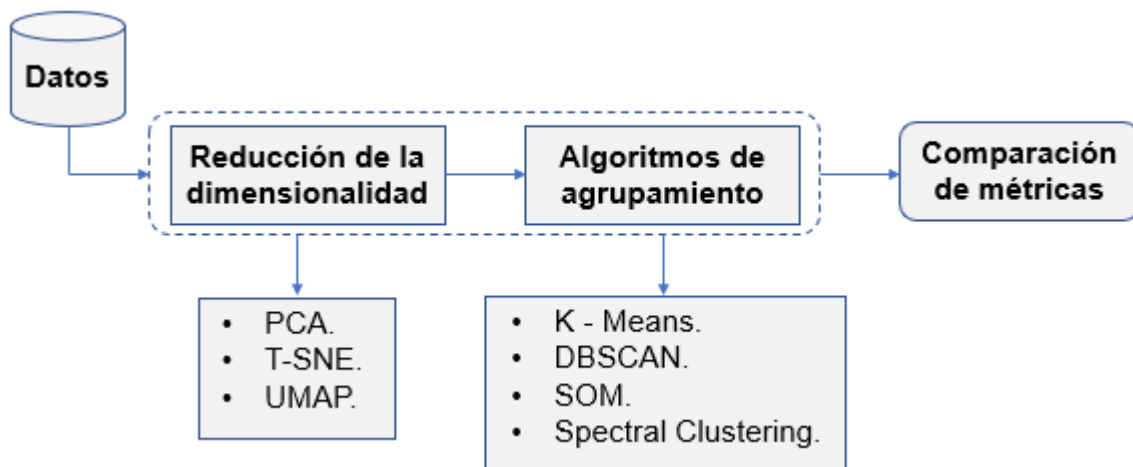 Datos
Reducción de la
dimensionalidad
Algoritmos de
agrupamiento
Comparación
de métricas
• PCA.
• T-SNE.
• UMAP.
• K - Means.
• DBSCAN.
• SOM.
• Spectral Clustering.